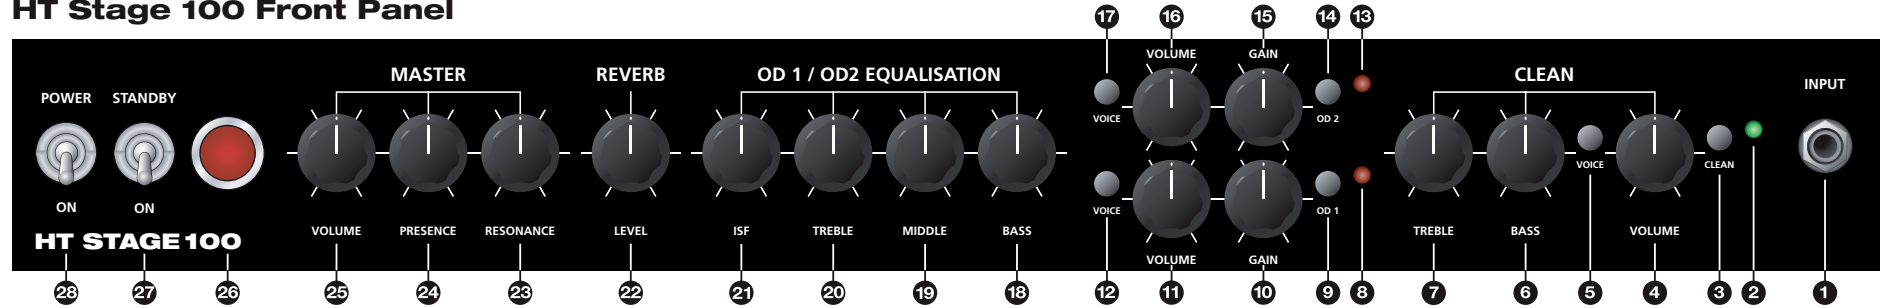 HT Stage 100 Front Panel
17 16 15 14 13
VOLUME GAIN
MASTER REVERB OD 1 / OD2 EQUALISATION CLEAN
POWER STANDBY INPUT
VOICE OD 2
VOICE CLEAN
ON ON
VOICE OD 1
VOLUME PRESENCE RESONANCE LEVEL ISF TREBLE MIDDLE BASS TREBLE BASS VOLUME
HT STAGE 100
VOLUME GAIN
28 27 26 25 24 23 22 21 20 19 18 12 11 10 9 8 7 6 5 4 3 2 1